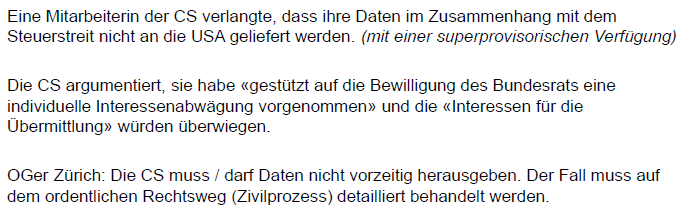 Eine Mitarbeiterin der CS verlangte, dass ihre Daten im Zusammenhang mit dem
Steuerstreit nicht an die USA geliefert werden. (mit einer superprovisorischen Verfügung)
Die CS argumentiert, sie habe «gestützt auf die Bewilligung des Bundesrats eine
individuelle Interessenabwägung vorgenommen» und die «Interessen für die
Übermittlung» würden überwiegen.
OGer Zürich: Die CS muss / darf Daten nicht vorzeitig herausgeben. Der Fall muss auf
dem ordentlichen Rechtsweg (Zivilprozess) detailliert behandelt werden.